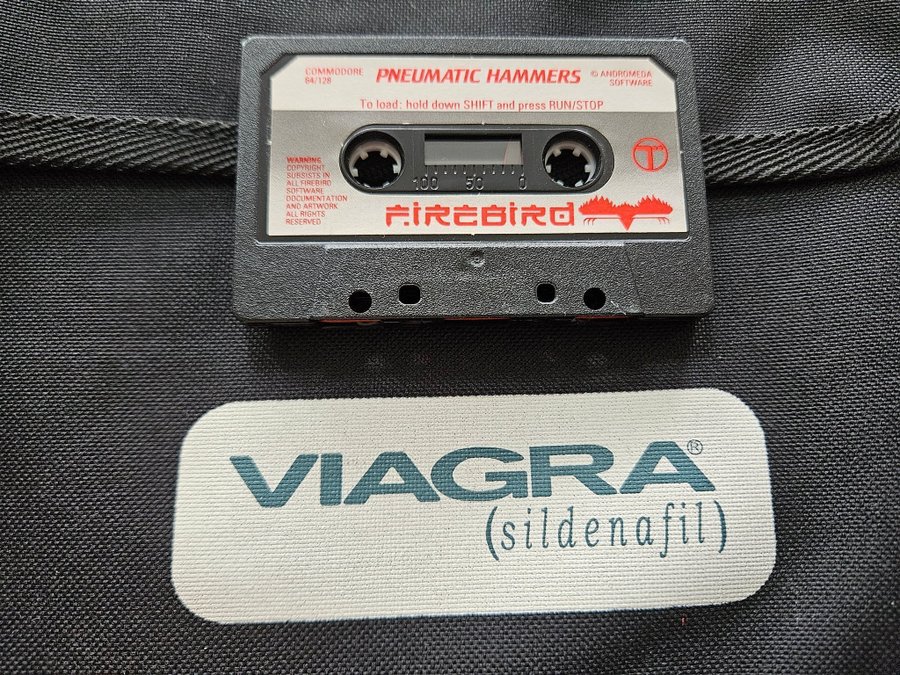 COMMODORE
64/128
PNEUMATIC HAMMERS
© ANDROMEDA
SOFTWARE
To load: hold down SHIFT and press RUN/STOP
WARNING
COPYRIGHT
SUBSISTS IN
ALL FIREBIRD
SOFTWARE
DOCUMENTATION
AND ARTWORK
ALL RIGHTS
RESERVED
100 50 0
FIREBIRD
VIAGRA®
(sildenafil)